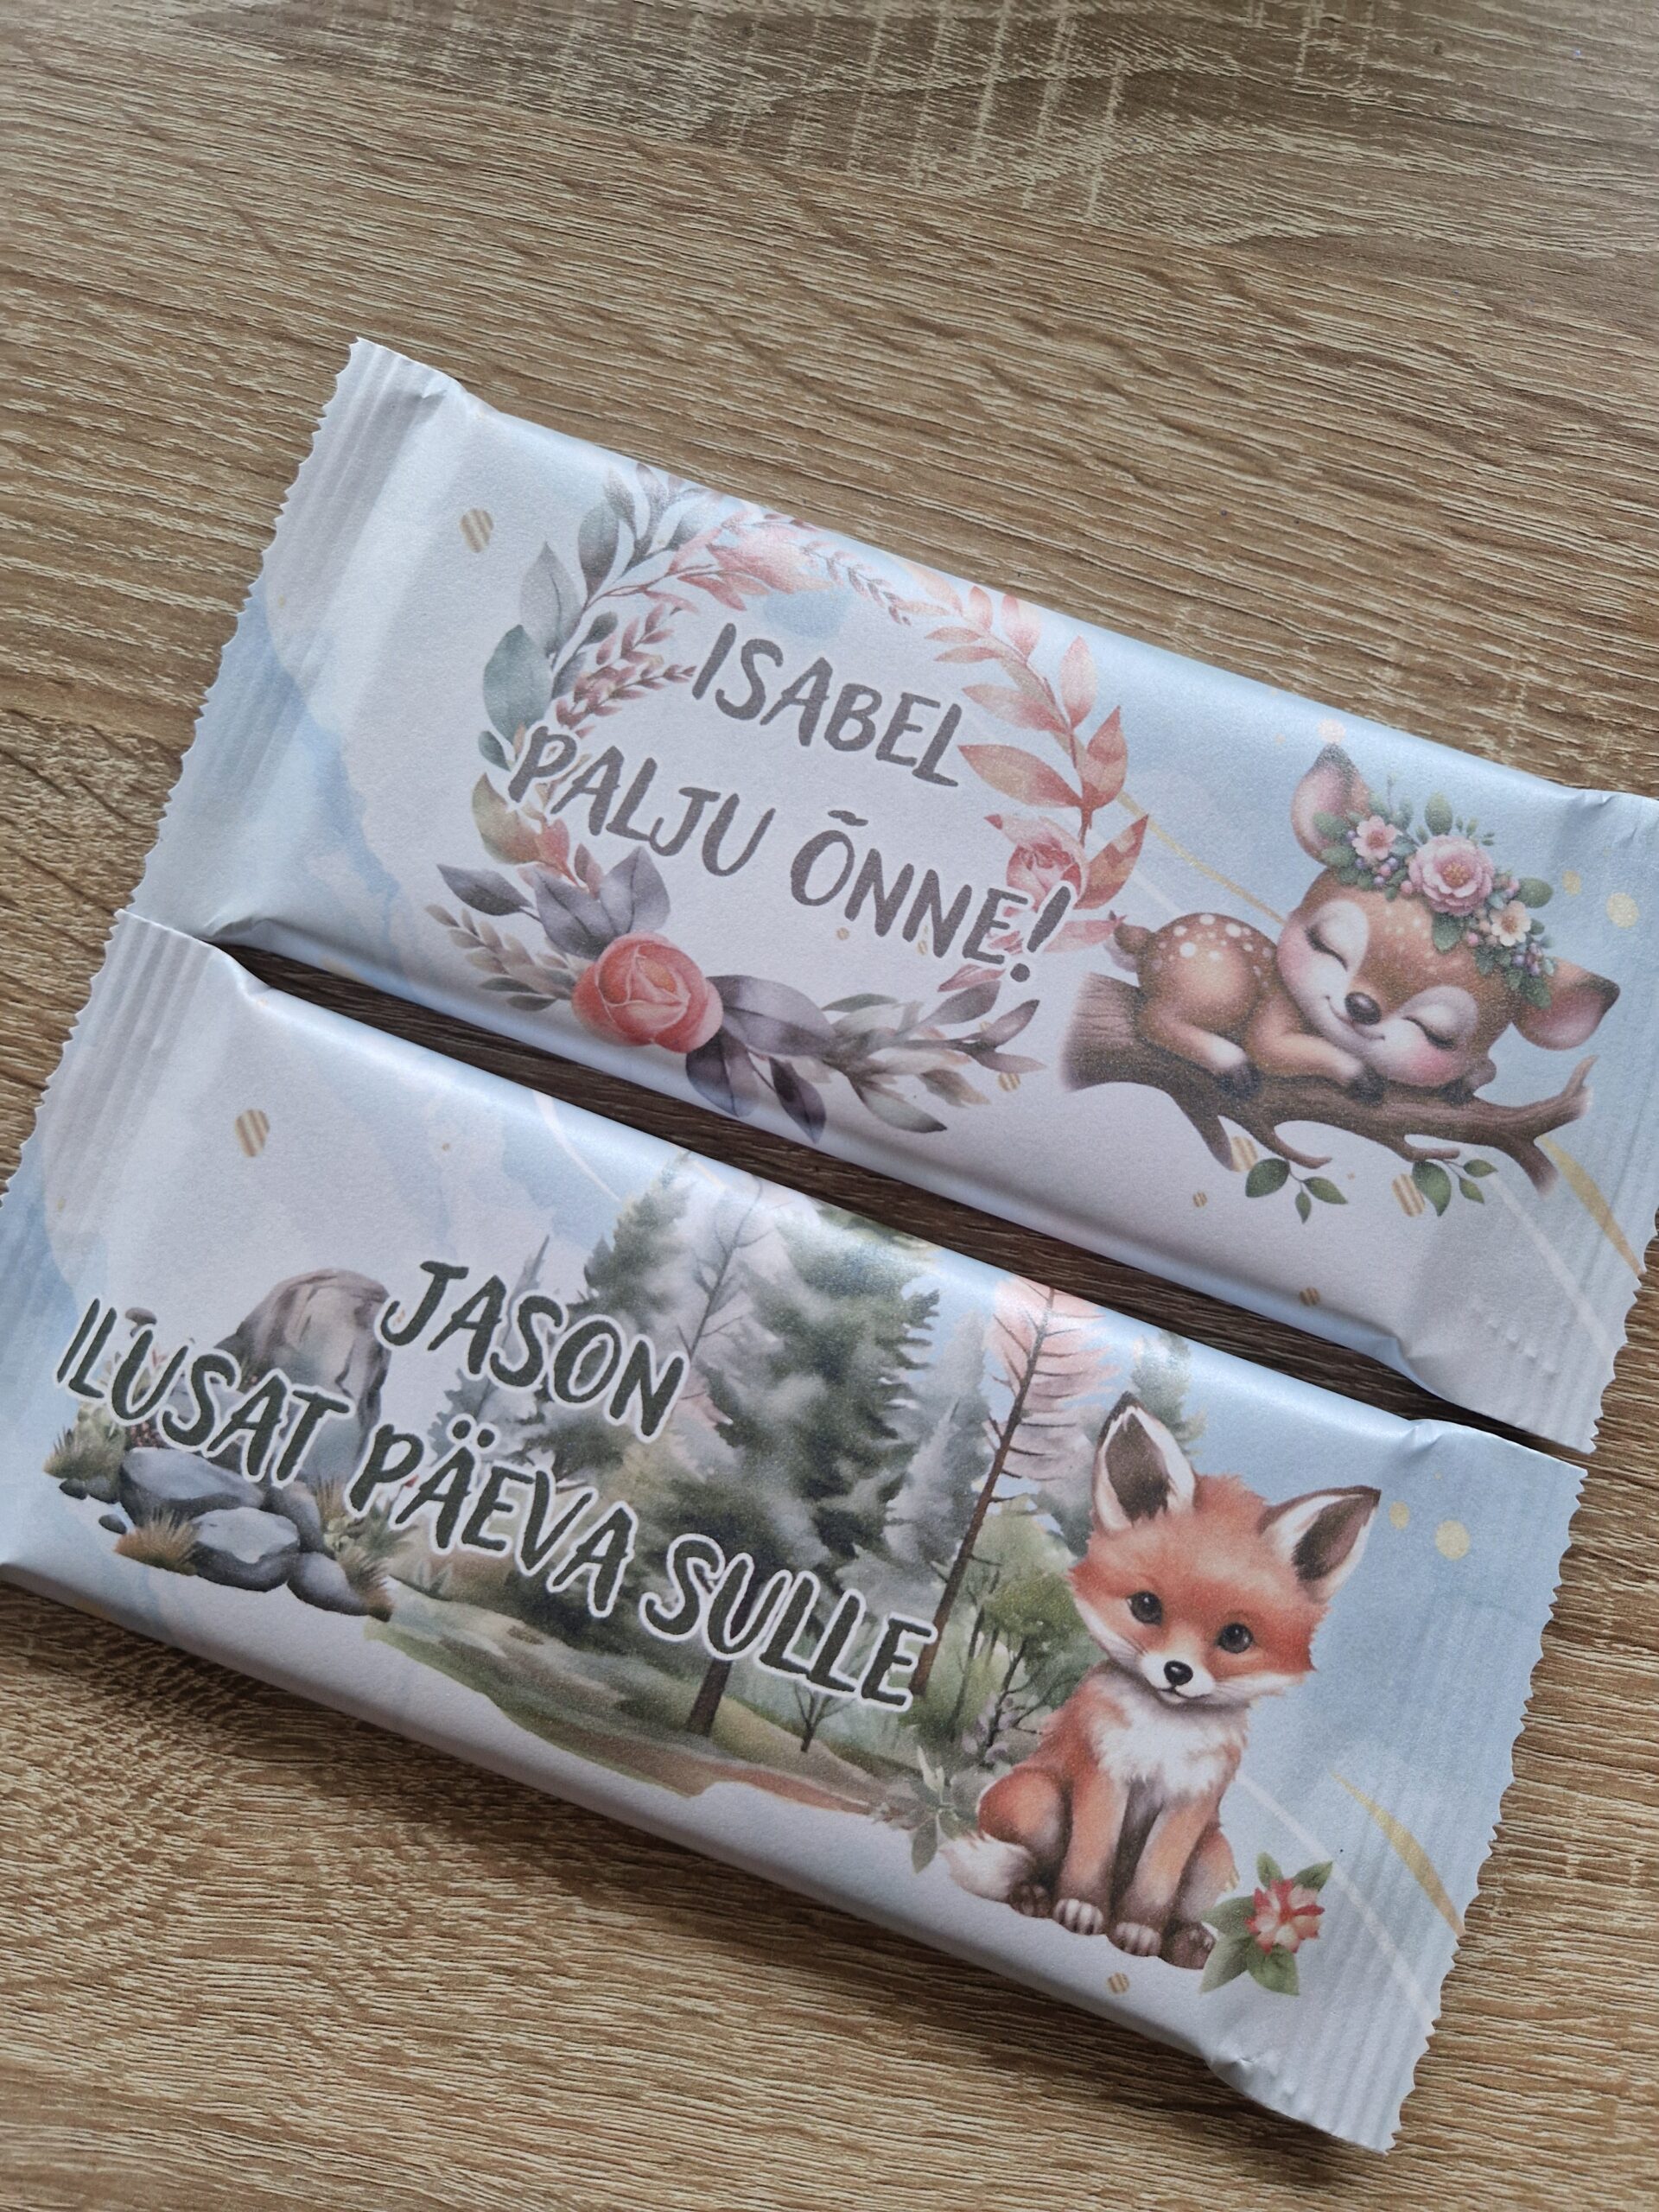 ISABEL
PALJU ÕNNE!
JASON
ILUSAT PÄEVA SULLE